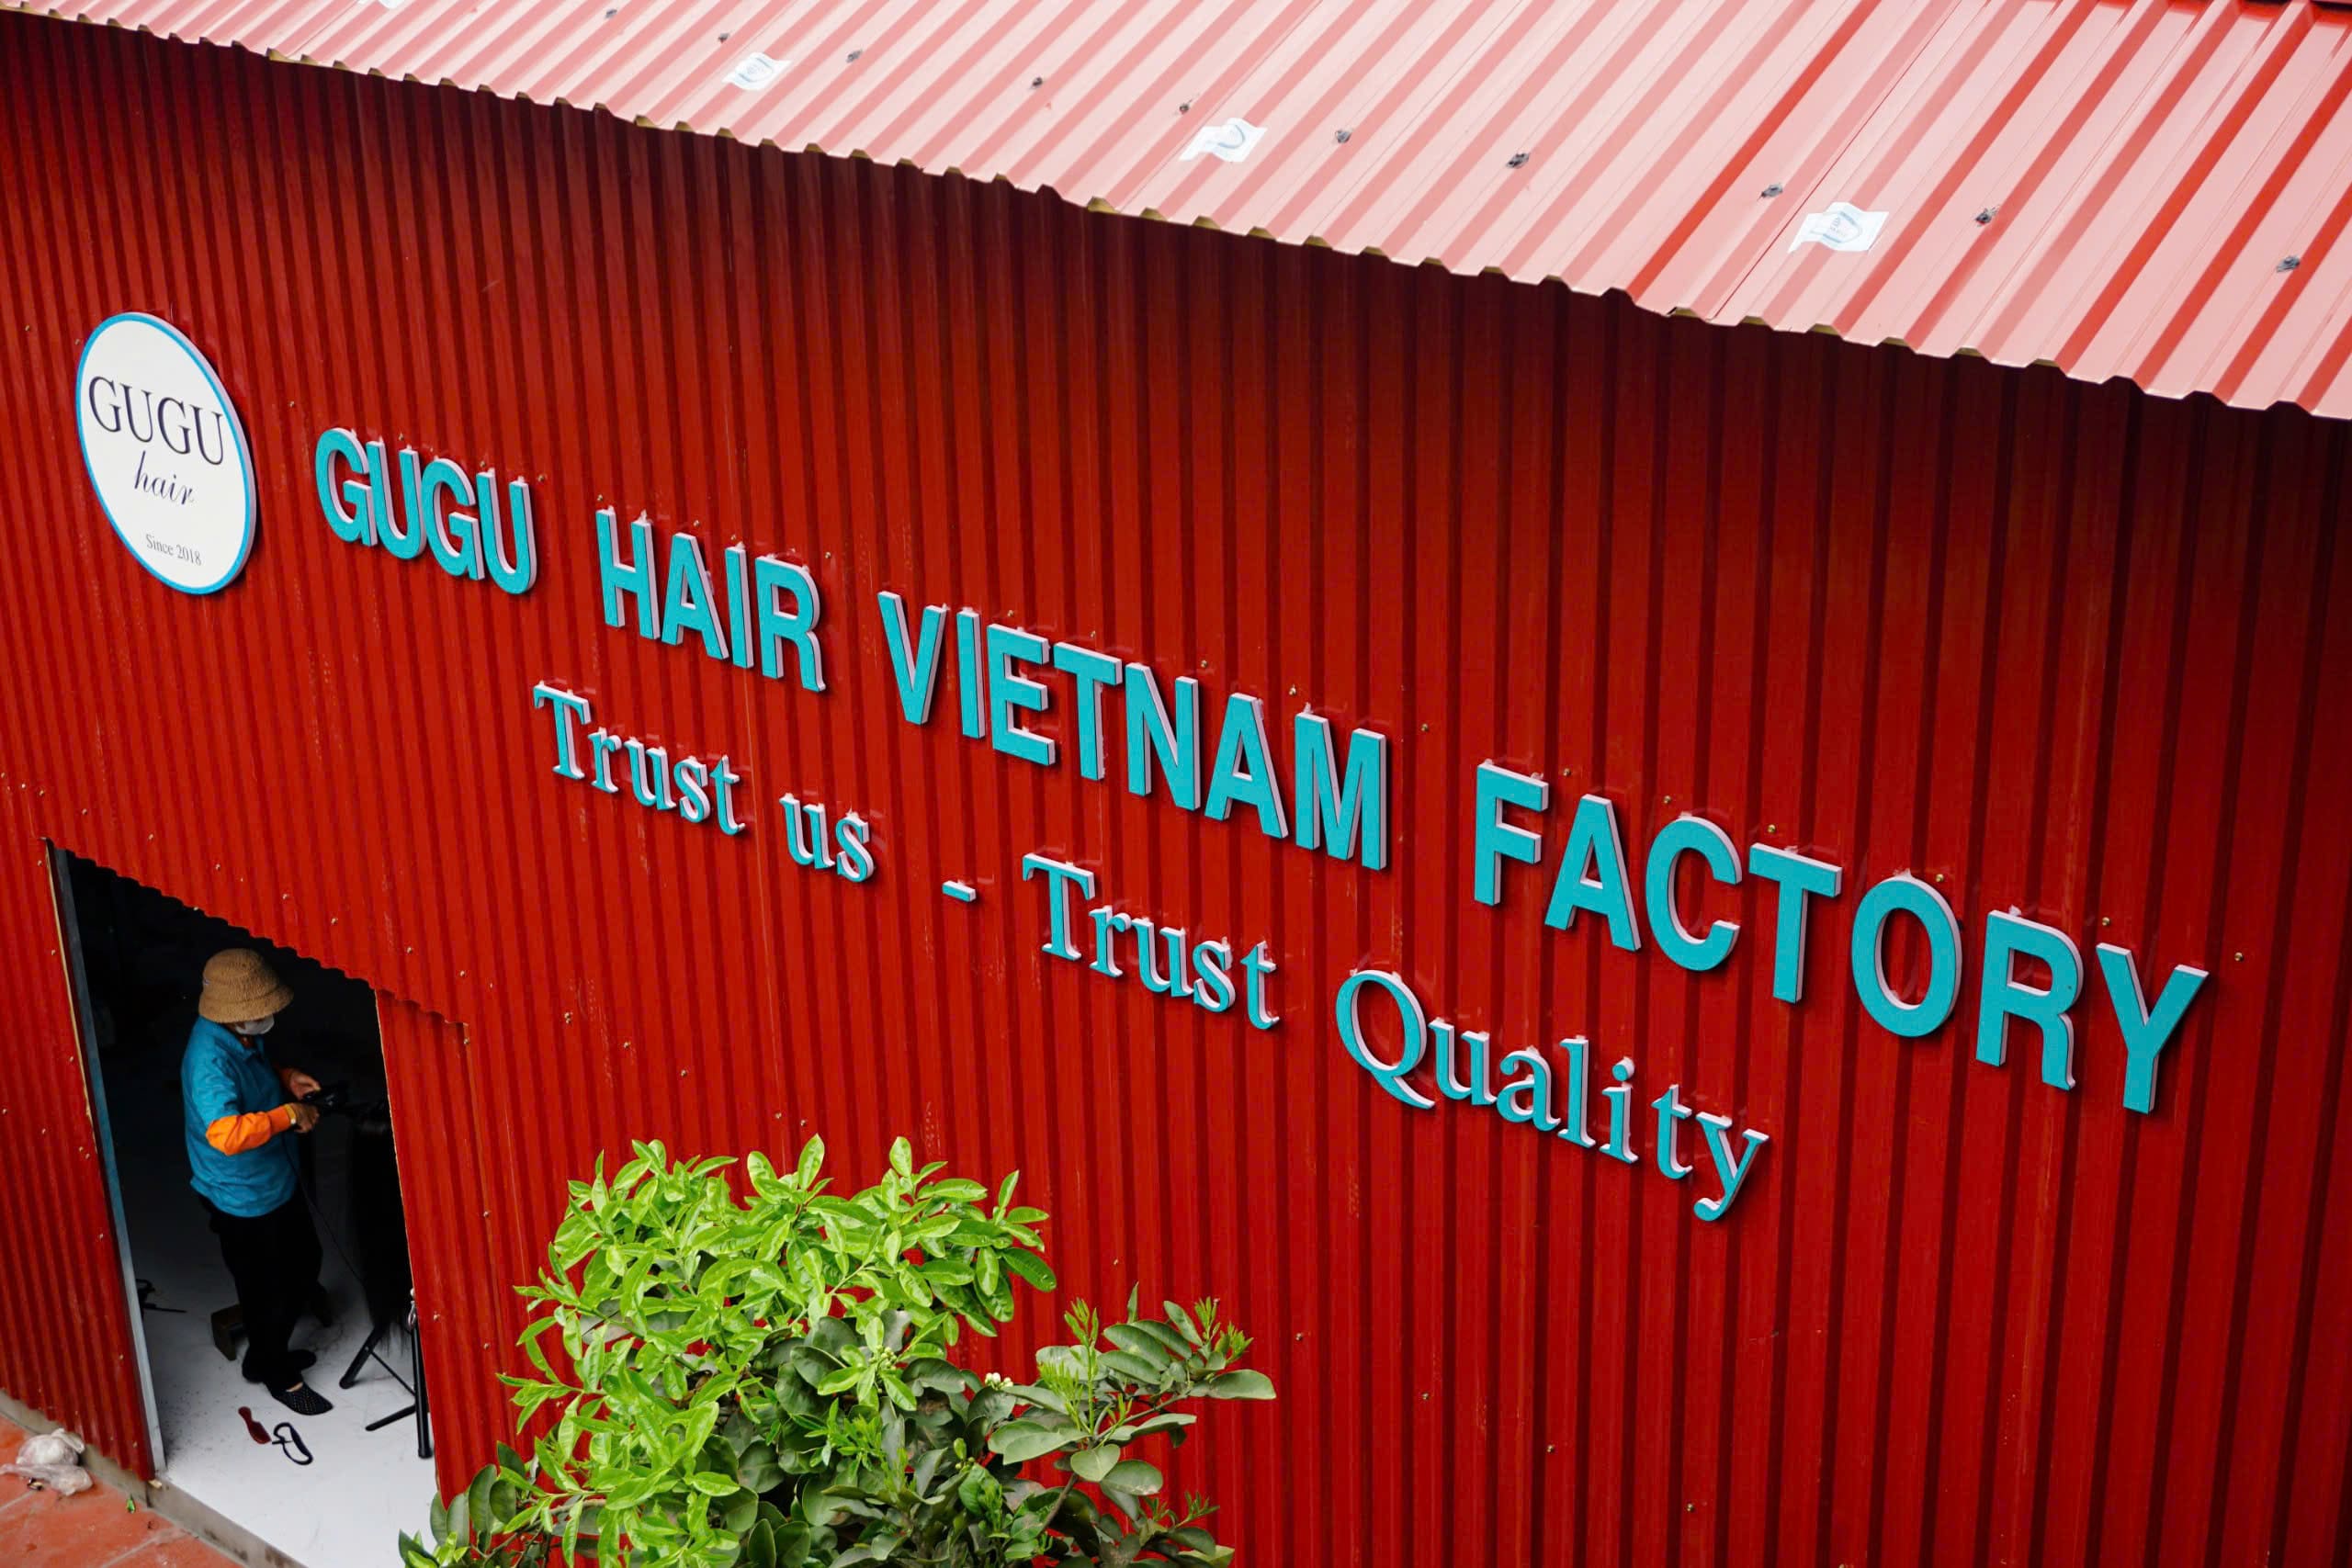 GUGU
hair
Since 2018
GUGU HAIR VIETNAM FACTORY
Trust us - Trust Quality